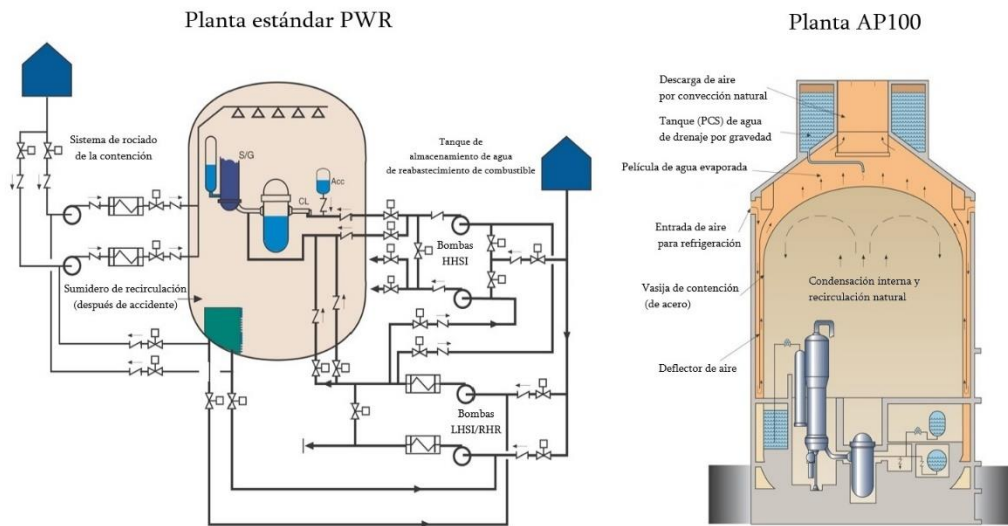 Planta estándar PWR
Sistema de rociado
de la contención
S/G
Acc
CL
Tanque de
almacenamiento de agua
de reabastecimiento de combustible
Bombas
HHSI
Sumidero de recirculación
(después de accidente)
Bombas
LHSI/RHR
Planta AP100
Descarga de aire
por convección natural
Tanque (PCS) de agua
de drenaje por gravedad
Película de agua evaporada
Entrada de aire
para refrigeración
Vasija de contención
(de acero)
Condensación interna y
recirculación natural
Deflector de aire